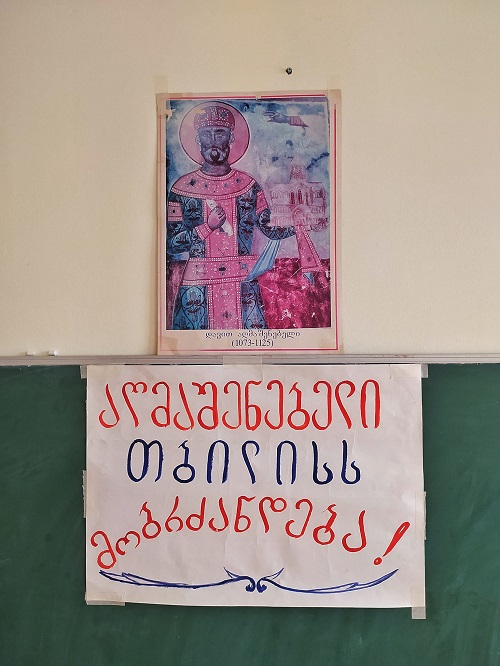 დავით აღმაშენებელი
(1073-1125)
აღმაშენებელი
თბილისს
მობრძანდება!